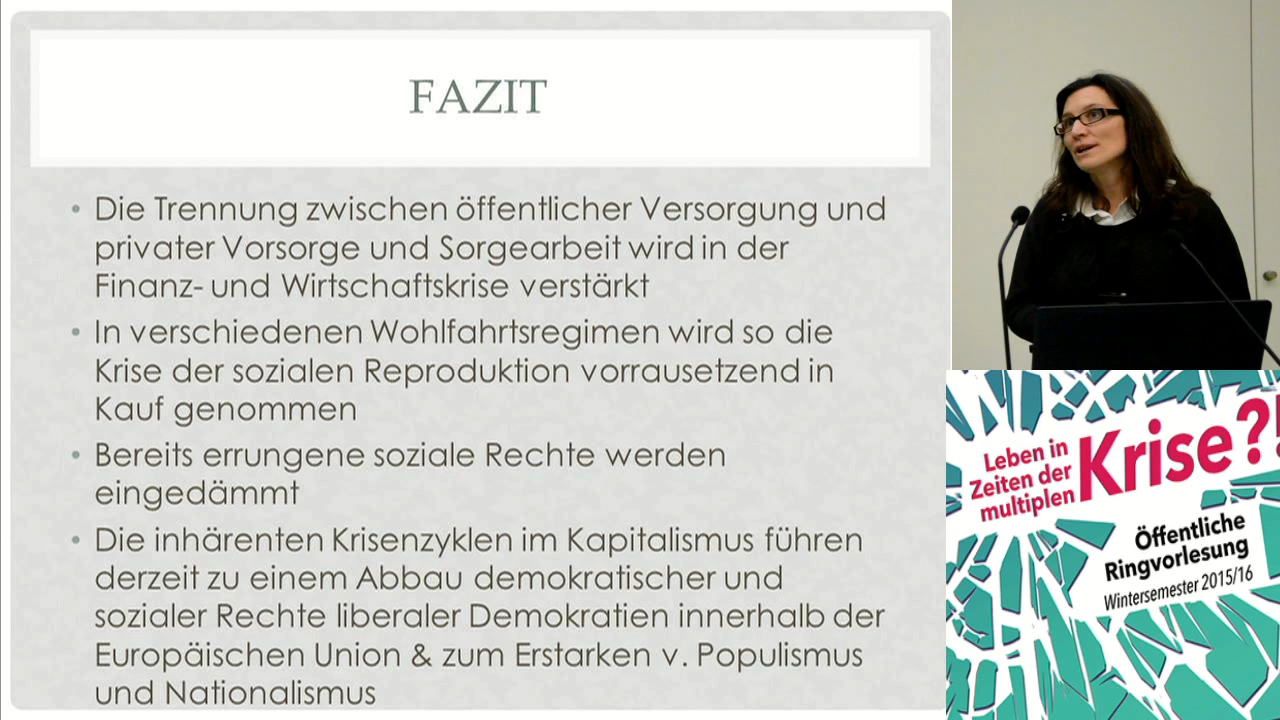 FAZIT
• Die Trennung zwischen öffentlicher Versorgung und
privater Vorsorge und Sorgearbeit wird in der
Finanz- und Wirtschaftskrise verstärkt
• In verschiedenen Wohlfahrtsregimen wird so die
Krise der sozialen Reproduktion vorrausetzend in
Kauf genommen
• Bereits errungene soziale Rechte werden
eingedämmt
• Die inhärenten Krisenzyklen im Kapitalismus führen
derzeit zu einem Abbau demokratischer und
sozialer Rechte liberaler Demokratien innerhalb der
Europäischen Union & zum Erstarken v. Populismus
und Nationalismus
Leben in
Zeiten der
multiplen
Krise?!
Öffentliche
Ringvorlesung
Wintersemester 2015/16